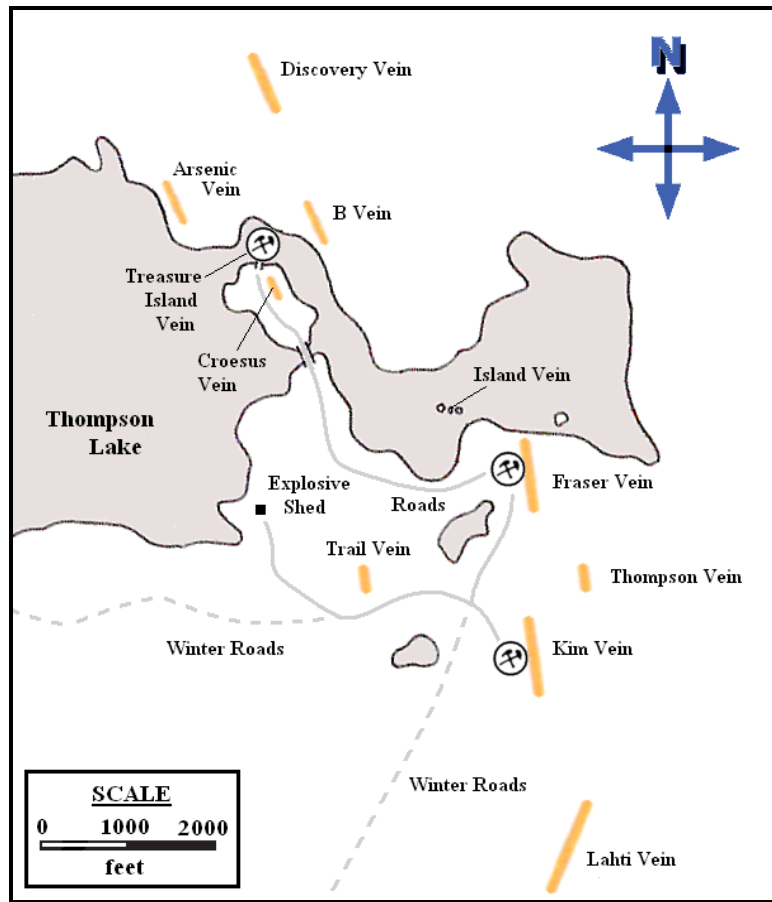 Discovery Vein
N
Arsenic
Vein
B Vein
Treasure
Island
Vein
Croesus
Vein
Island Vein
Thompson
Lake
Explosive
Shed
Roads
Fraser Vein
Trail Vein
Thompson Vein
Winter Roads
Kim Vein
Winter Roads
SCALE
0 1000 2000
feet
Lahti Vein